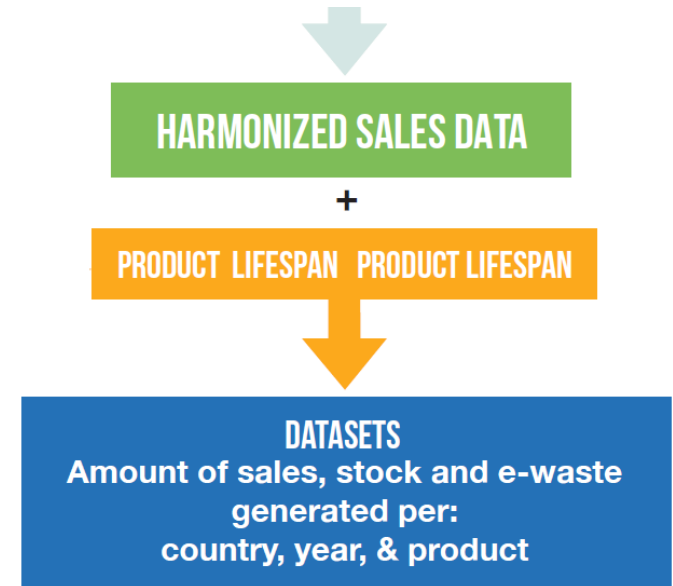 HARMONIZED SALES DATA
+
PRODUCT LIFESPAN PRODUCT LIFESPAN
DATASETS
Amount of sales, stock and e-waste
generated per:
country, year, & product